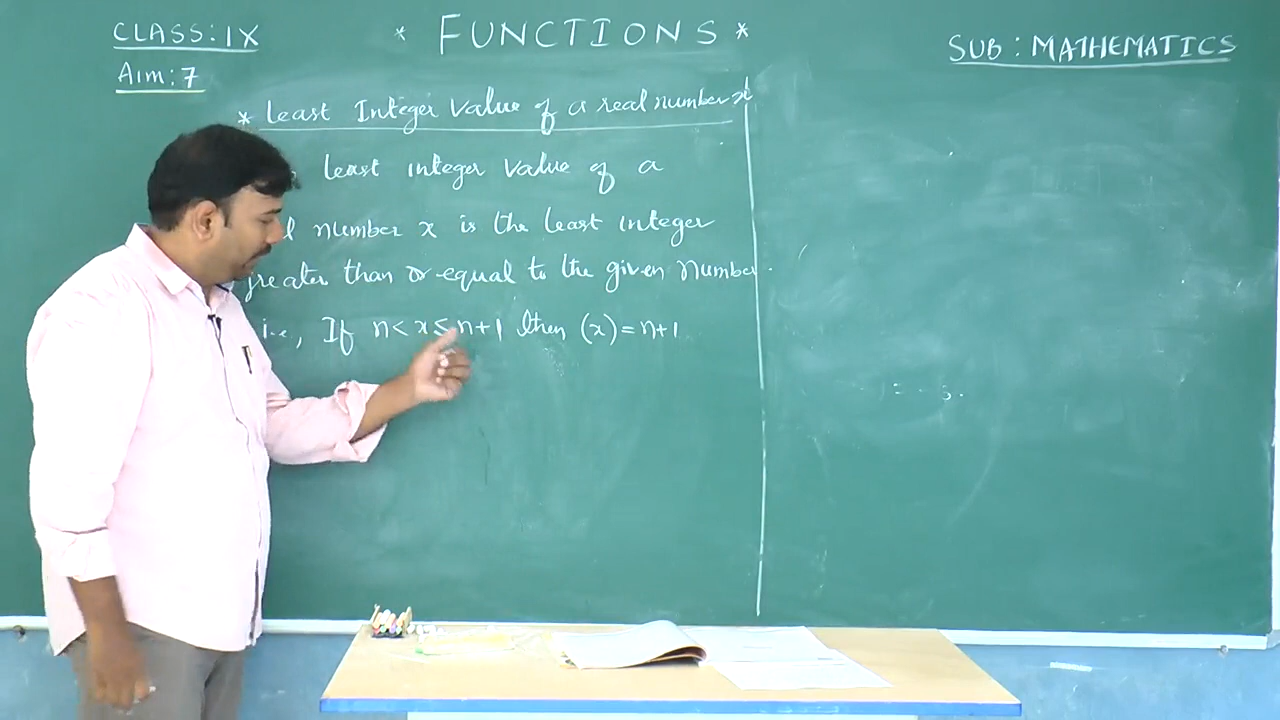 CLASS: IX
* FUNCTIONS *
SUB : MATHEMATICS
Aim: 7
* Least Integer Value of a real number x
least integer value of a
number x is the least integer
greater than or equal to the given Number.
i.e., If n < x ≤ n+1 then (x) = n+1